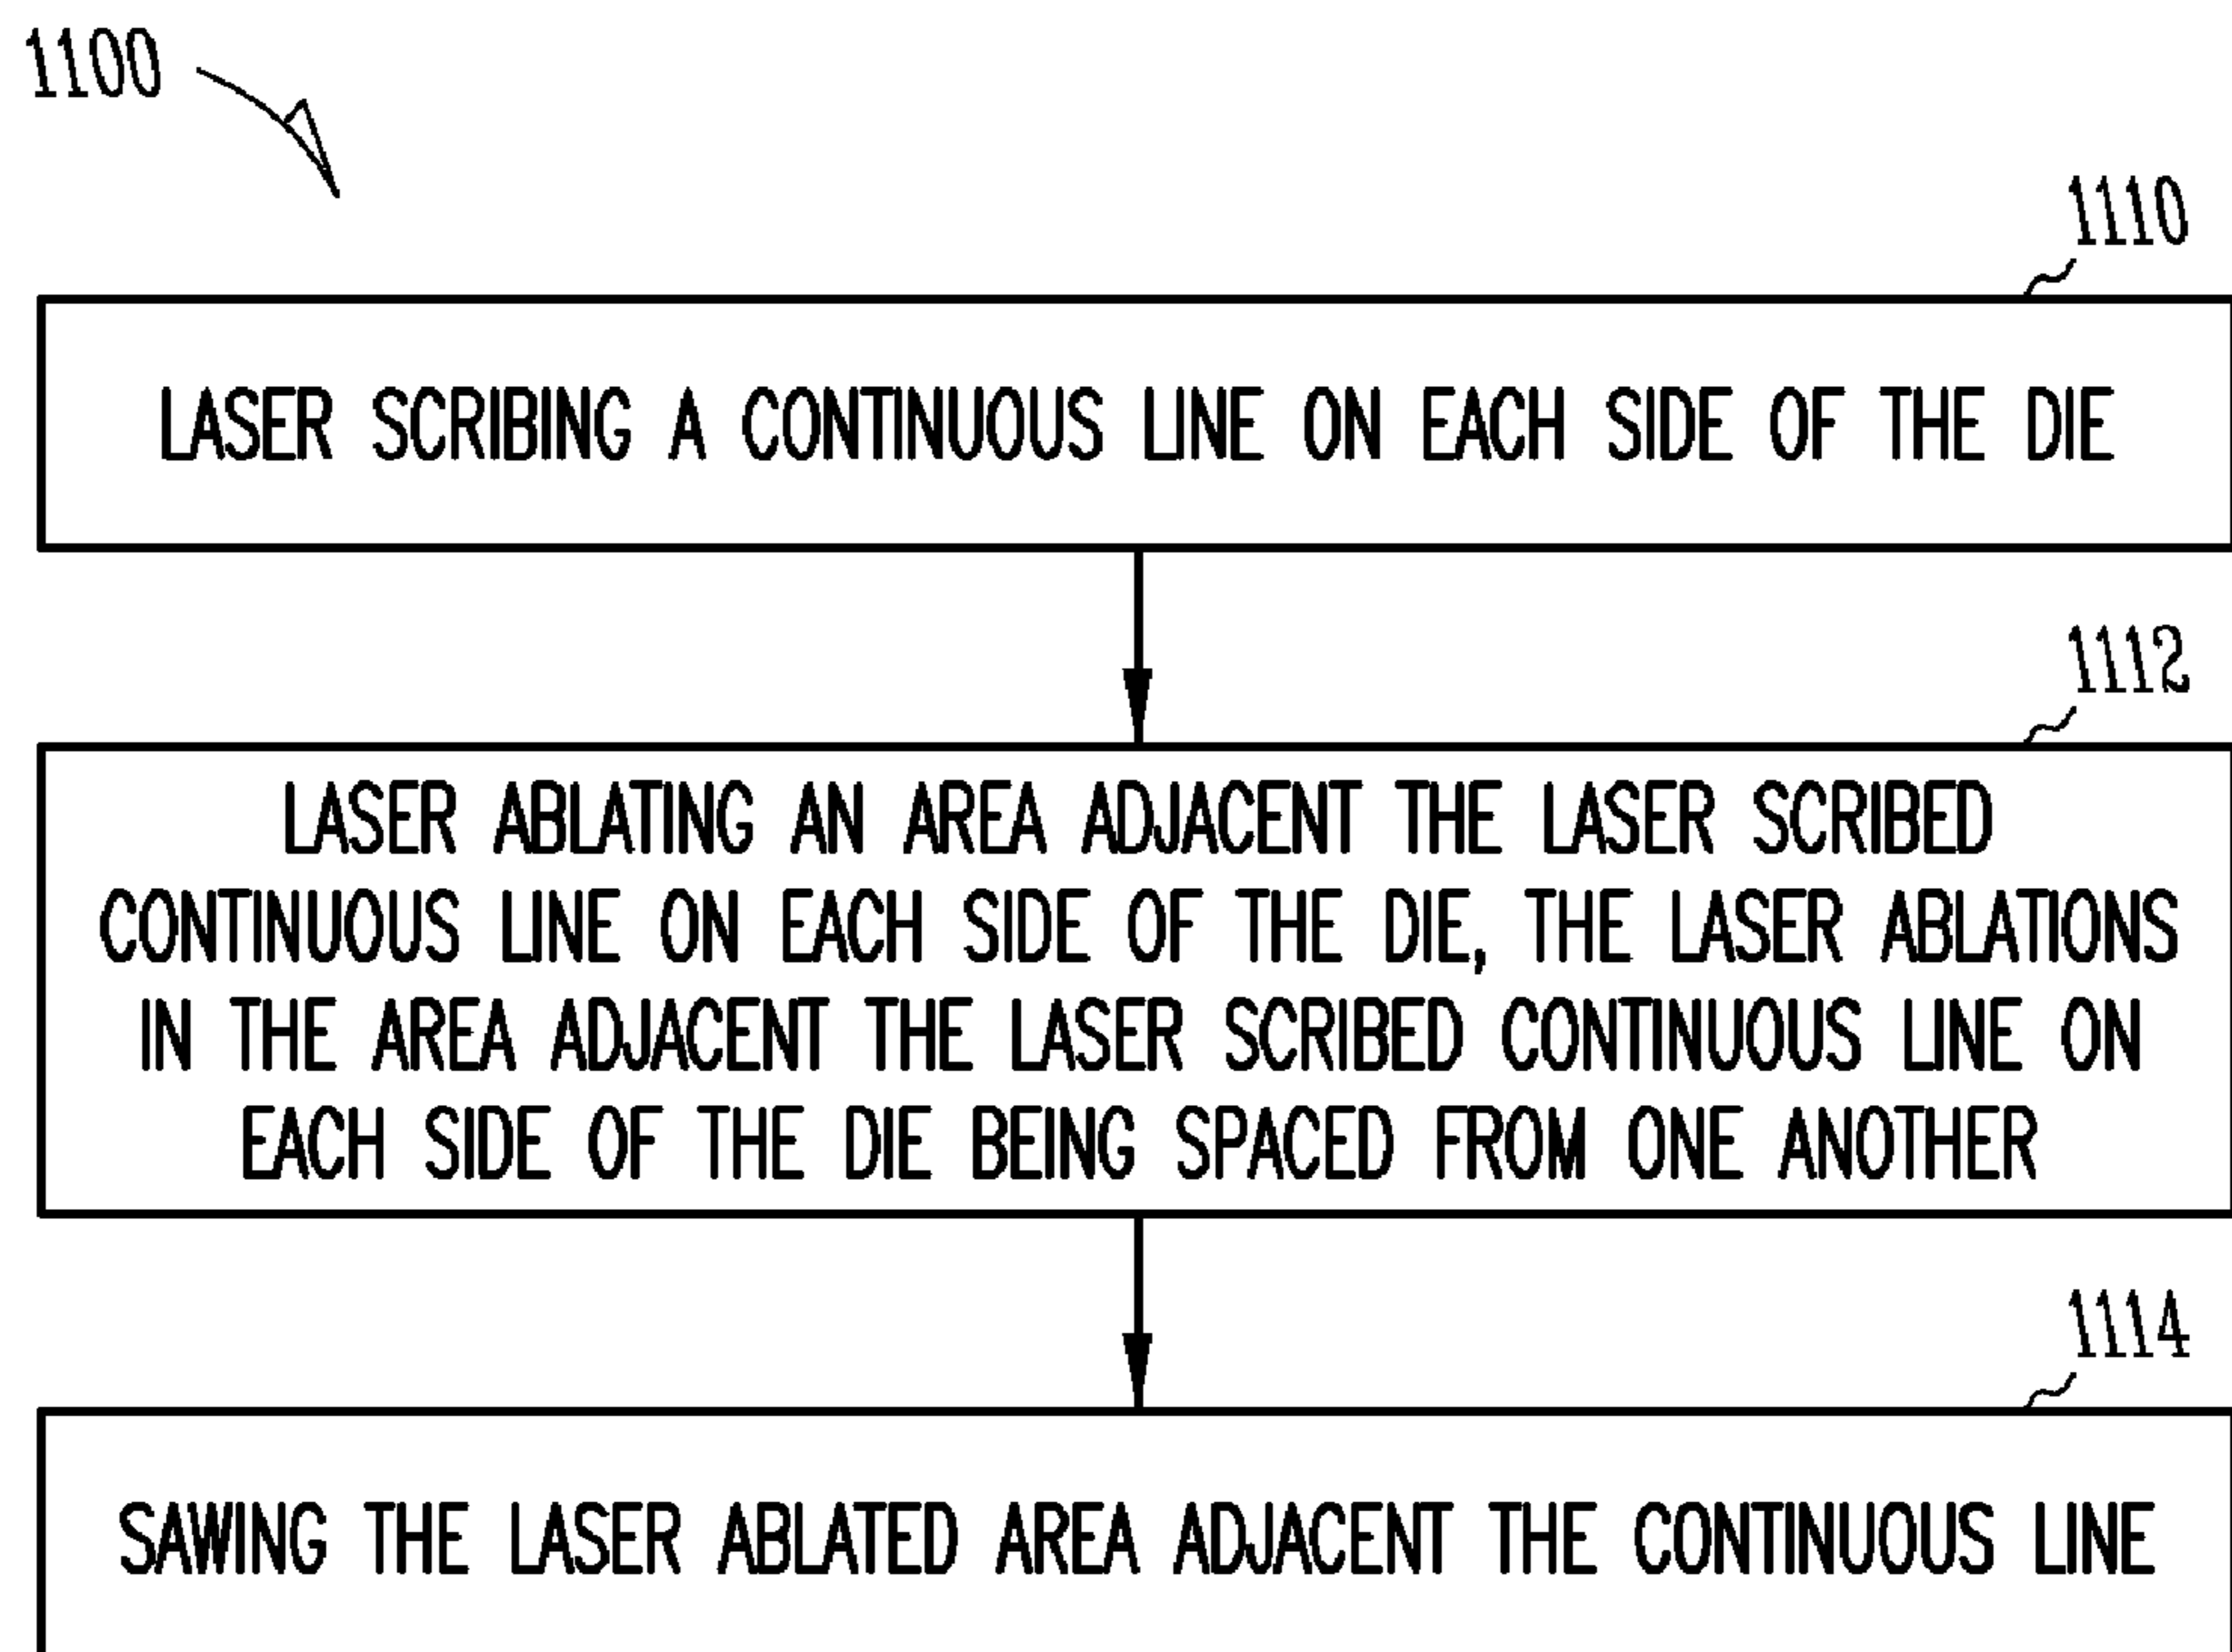 1100
1110
LASER SCRIBING A CONTINUOUS LINE ON EACH SIDE OF THE DIE
1112
LASER ABLATING AN AREA ADJACENT THE LASER SCRIBED
CONTINUOUS LINE ON EACH SIDE OF THE DIE, THE LASER ABLATIONS
IN THE AREA ADJACENT THE LASER SCRIBED CONTINUOUS LINE ON
EACH SIDE OF THE DIE BEING SPACED FROM ONE ANOTHER
1114
SAWING THE LASER ABLATED AREA ADJACENT THE CONTINUOUS LINE